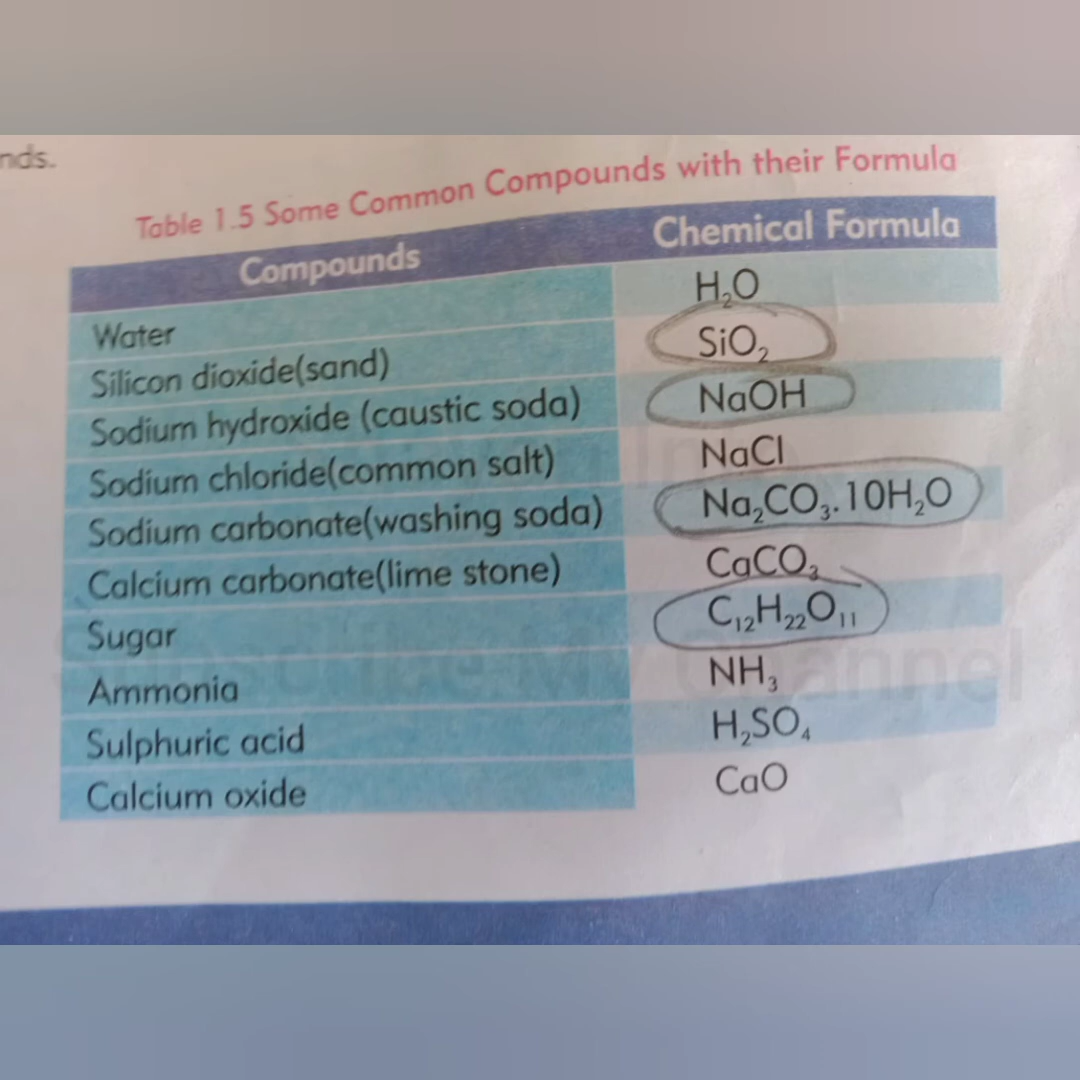 nds.
Table 1.5 Some Common Compounds with their Formula
Compounds Chemical Formula
Water H₂O
Silicon dioxide(sand) SiO₂
Sodium hydroxide (caustic soda) NaOH
Sodium chloride(common salt) NaCl
Sodium carbonate(washing soda) Na₂CO₃.10H₂O
Calcium carbonate(lime stone) CaCO₃
Sugar C₁₂H₂₂O₁₁
Ammonia NH₃
Sulphuric acid H₂SO₄
Calcium oxide CaO
My Channel